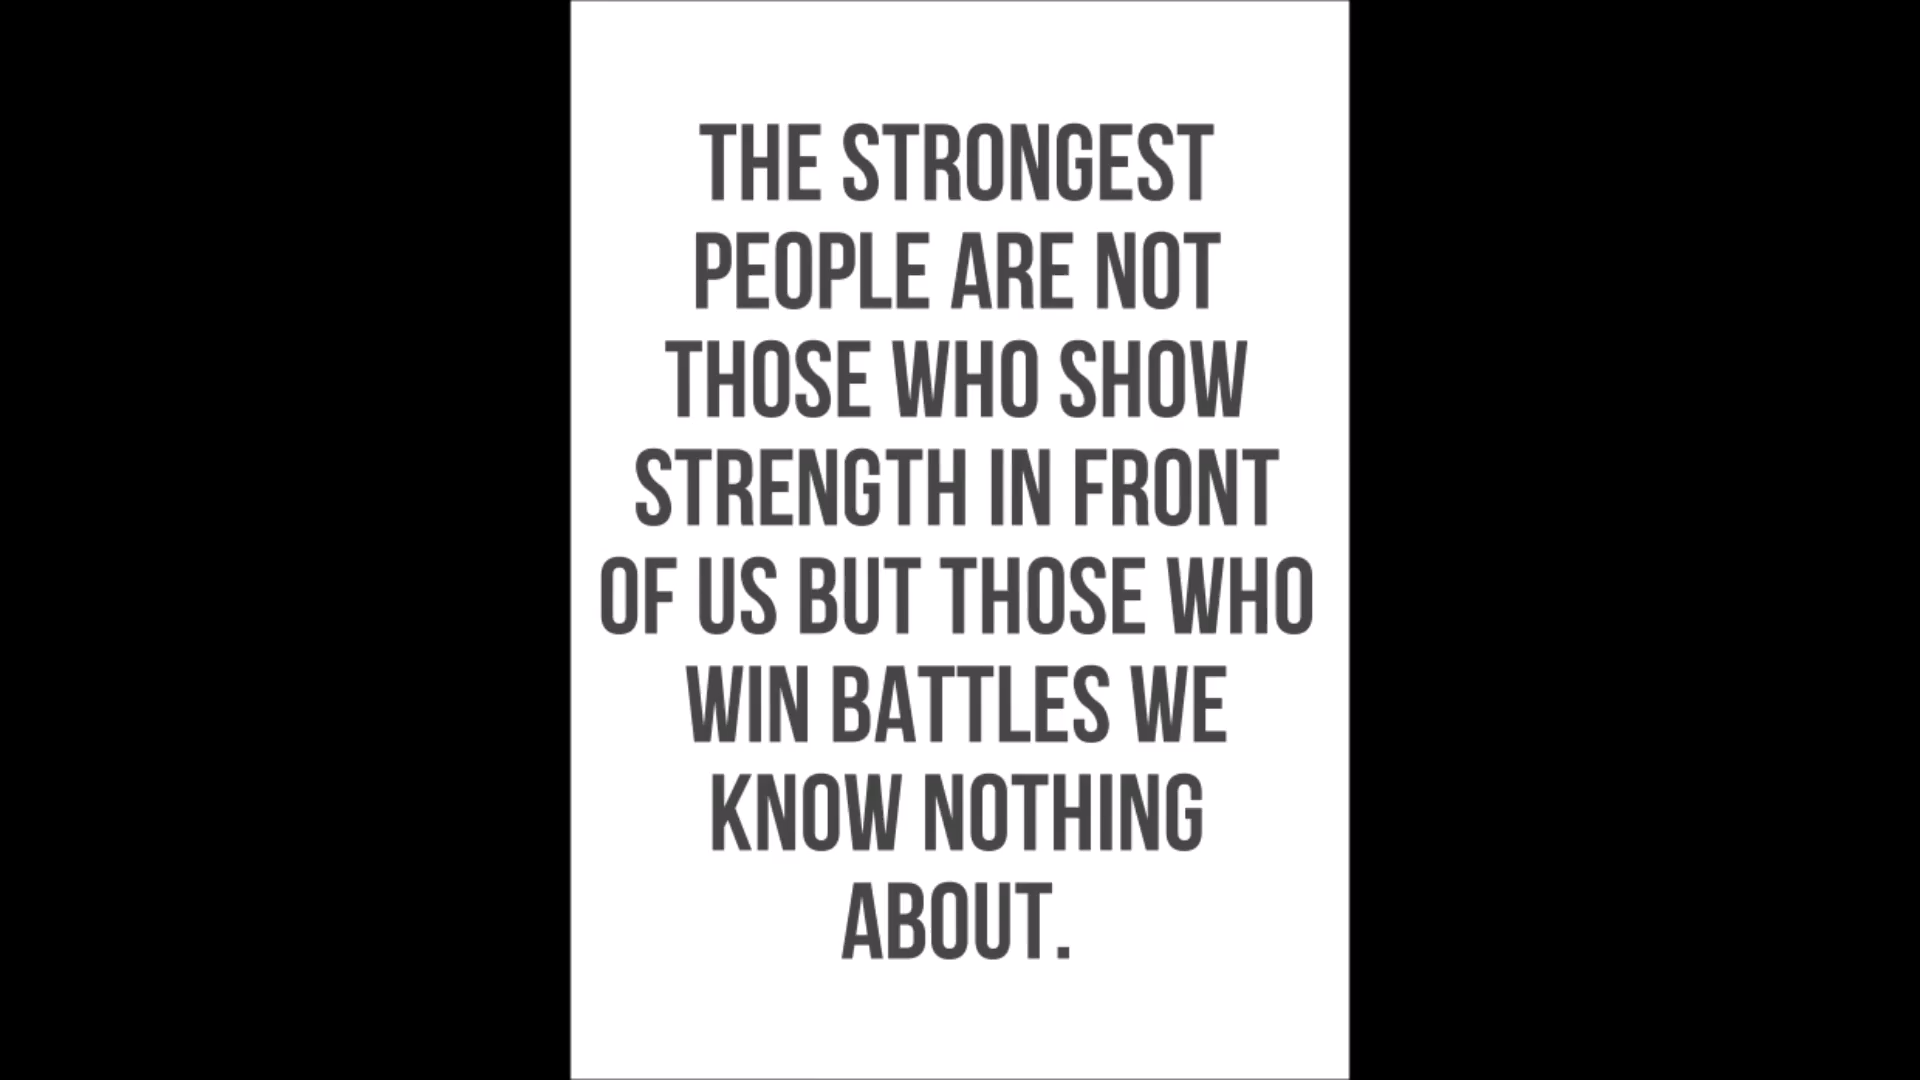 THE STRONGEST
PEOPLE ARE NOT
THOSE WHO SHOW
STRENGTH IN FRONT
OF US BUT THOSE WHO
WIN BATTLES WE
KNOW NOTHING
ABOUT.